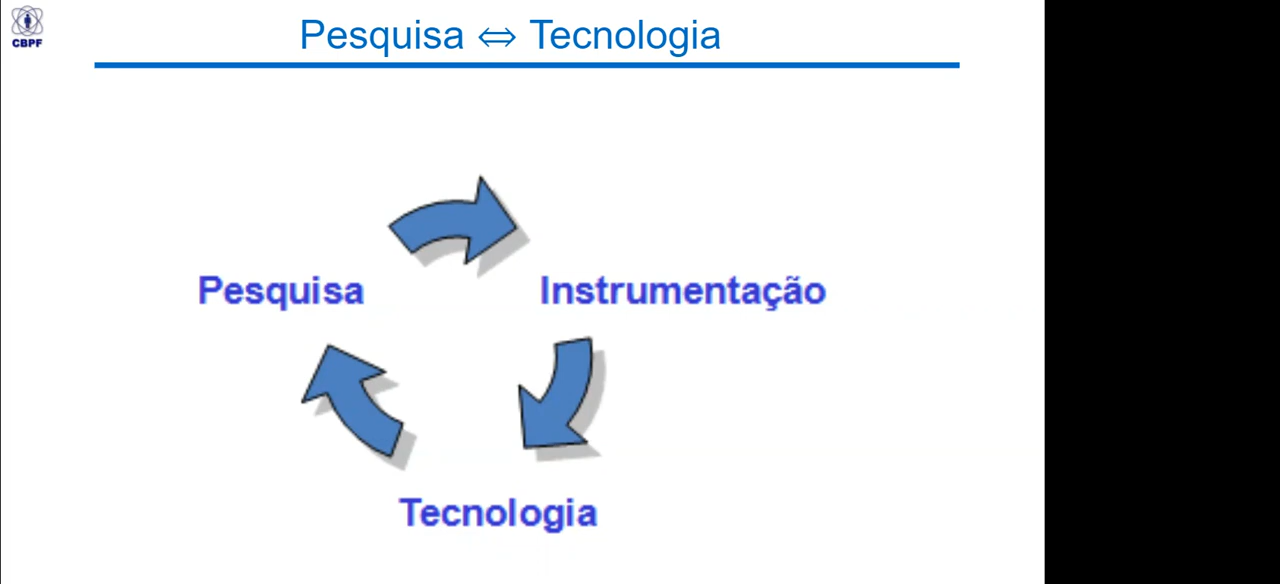 CBPF
Pesquisa ⇔ Tecnologia
Pesquisa
Instrumentação
Tecnologia